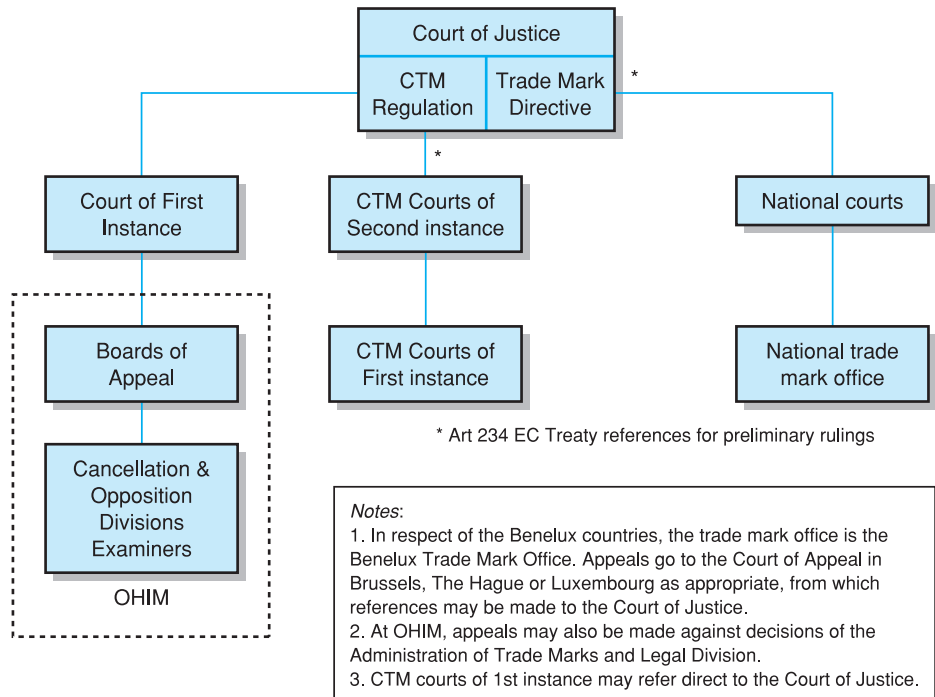 Court of Justice
CTM
Regulation
Trade Mark
Directive
*
*
Court of First
Instance
CTM Courts of
Second instance
National courts
Boards of
Appeal
CTM Courts of
First instance
National trade
mark office
* Art 234 EC Treaty references for preliminary rulings
Cancellation &
Opposition
Divisions
Examiners
OHIM
Notes:
1. In respect of the Benelux countries, the trade mark office is the
Benelux Trade Mark Office. Appeals go to the Court of Appeal in
Brussels, The Hague or Luxembourg as appropriate, from which
references may be made to the Court of Justice.
2. At OHIM, appeals may also be made against decisions of the
Administration of Trade Marks and Legal Division.
3. CTM courts of 1st instance may refer direct to the Court of Justice.